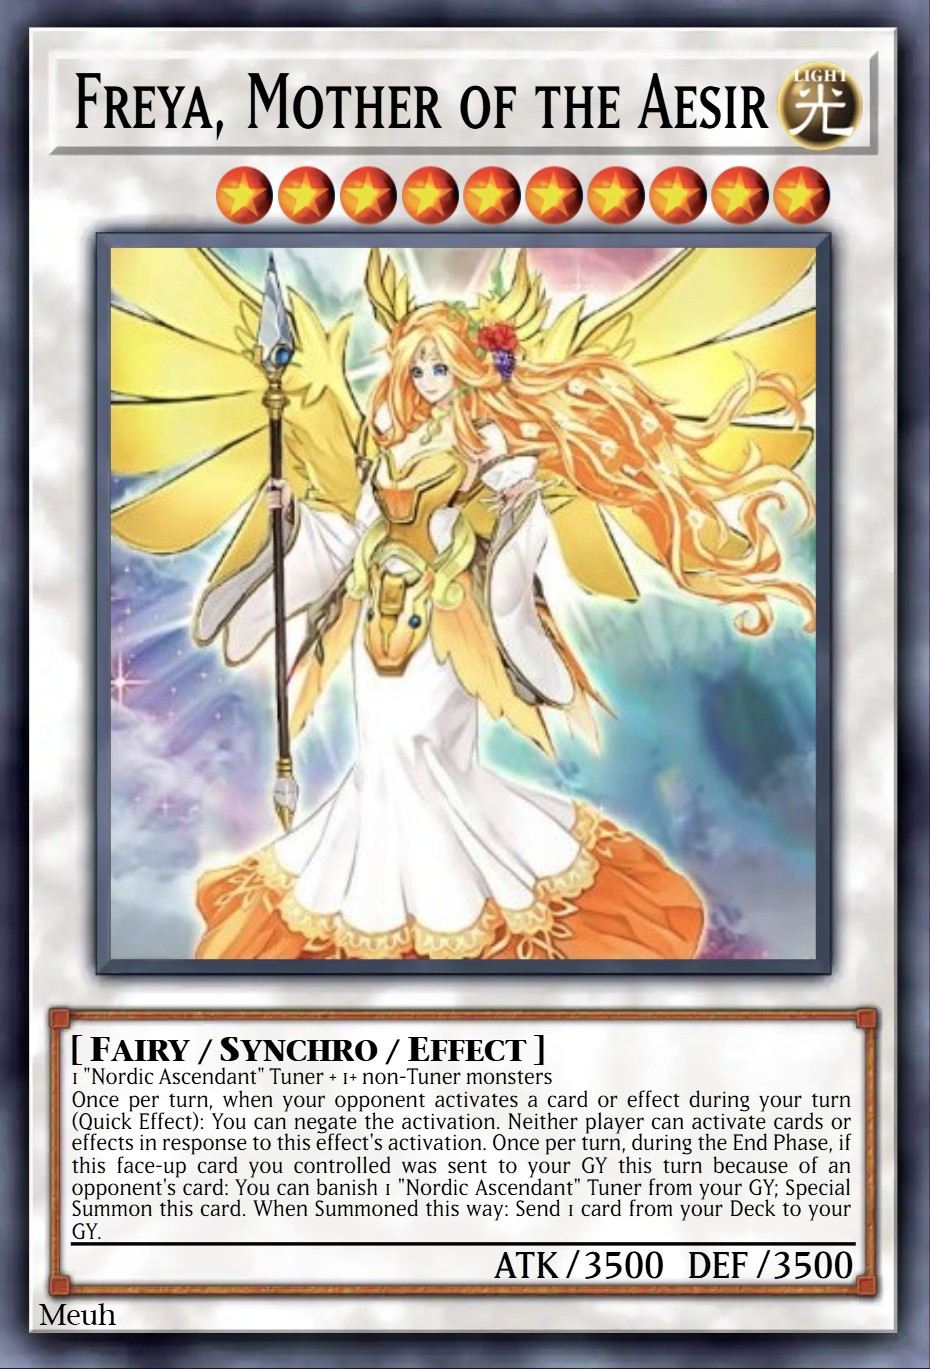 Freya, Mother of the Aesir
LIGHT
光
[ Fairy / Synchro / Effect ]
1 "Nordic Ascendant" Tuner + 1+ non-Tuner monsters
Once per turn, when your opponent activates a card or effect during your turn
(Quick Effect): You can negate the activation. Neither player can activate cards or
effects in response to this effect's activation. Once per turn, during the End Phase, if
this face-up card you controlled was sent to your GY this turn because of an
opponent's card: You can banish 1 "Nordic Ascendant" Tuner from your GY; Special
Summon this card. When Summoned this way: Send 1 card from your Deck to your
GY.
ATK / 3500 DEF / 3500
Meuh